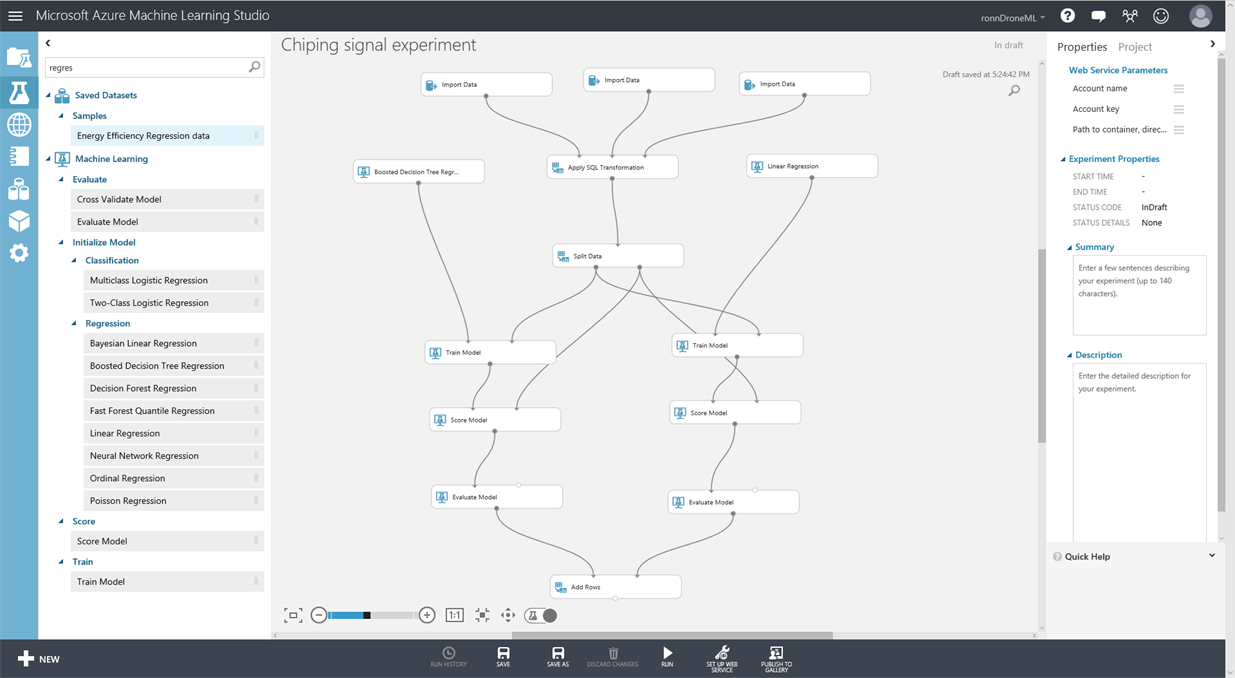 Microsoft Azure Machine Learning Studio
ronnDroneML
regres
Saved Datasets
Samples
Energy Efficiency Regression data
Machine Learning
Evaluate
Cross Validate Model
Evaluate Model
Initialize Model
Classification
Multiclass Logistic Regression
Two-Class Logistic Regression
Regression
Bayesian Linear Regression
Boosted Decision Tree Regression
Decision Forest Regression
Fast Forest Quantile Regression
Linear Regression
Neural Network Regression
Ordinal Regression
Poisson Regression
Score
Score Model
Train
Train Model
Chiping signal experiment
In draft
Draft saved at 5:24:42 PM
Import Data
Import Data
Import Data
Boosted Decision Tree Regr...
Apply SQL Transformation
Linear Regression
Split Data
Train Model
Train Model
Score Model
Score Model
Evaluate Model
Evaluate Model
Add Rows
1:1
Properties Project
Web Service Parameters
Account name
Account key
Path to container, direc...
Experiment Properties
START TIME -
END TIME -
STATUS CODE InDraft
STATUS DETAILS None
Summary
Enter a few sentences describing
your experiment (up to 140
characters).
Description
Enter the detailed description for
your experiment.
Quick Help
NEW
RUN HISTORY
SAVE
SAVE AS
DISCARD CHANGES
RUN
SET UP WEB
SERVICE
PUBLISH TO
GALLERY